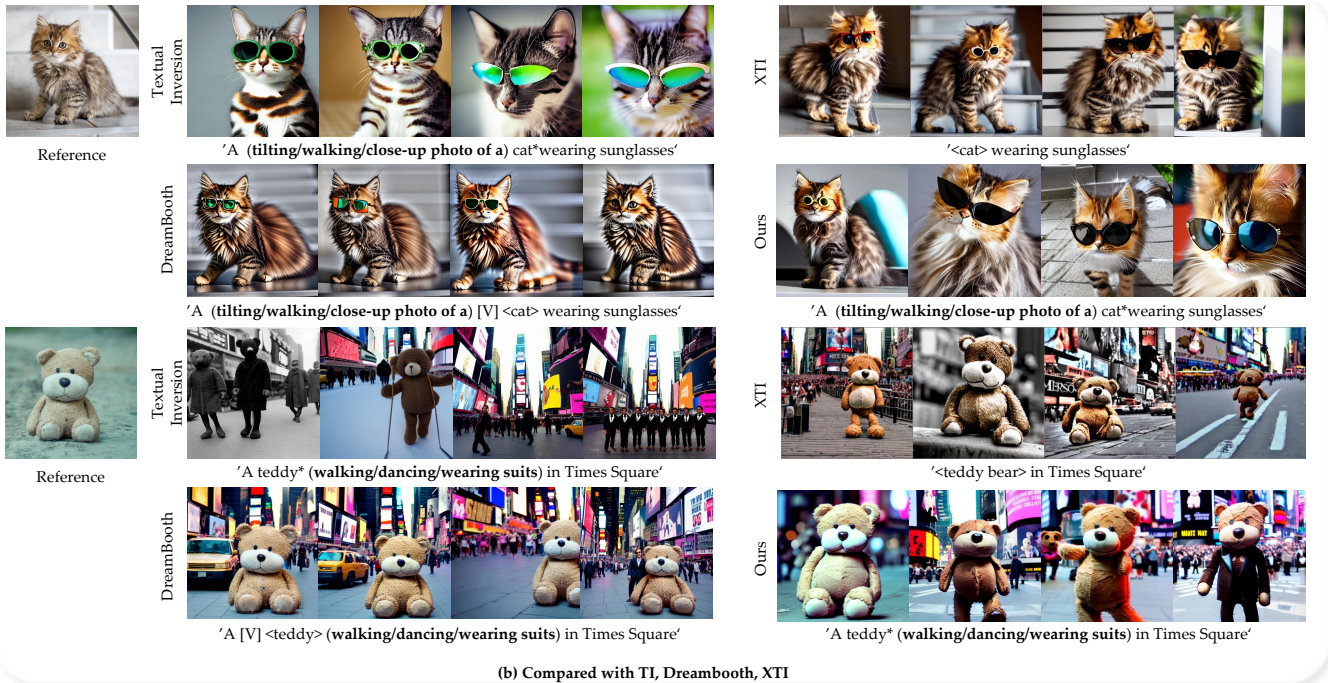 Reference
Textual
Inversion
'A (tilting/walking/close-up photo of a) cat*wearing sunglasses'
XTI
'<cat> wearing sunglasses'
DreamBooth
'A (tilting/walking/close-up photo of a) [V] <cat> wearing sunglasses'
Ours
'A (tilting/walking/close-up photo of a) cat*wearing sunglasses'
Reference
Textual
Inversion
'A teddy* (walking/dancing/wearing suits) in Times Square'
XTI
'<teddy bear> in Times Square'
DreamBooth
'A [V] <teddy> (walking/dancing/wearing suits) in Times Square'
Ours
'A teddy* (walking/dancing/wearing suits) in Times Square'
(b) Compared with TI, Dreambooth, XTI